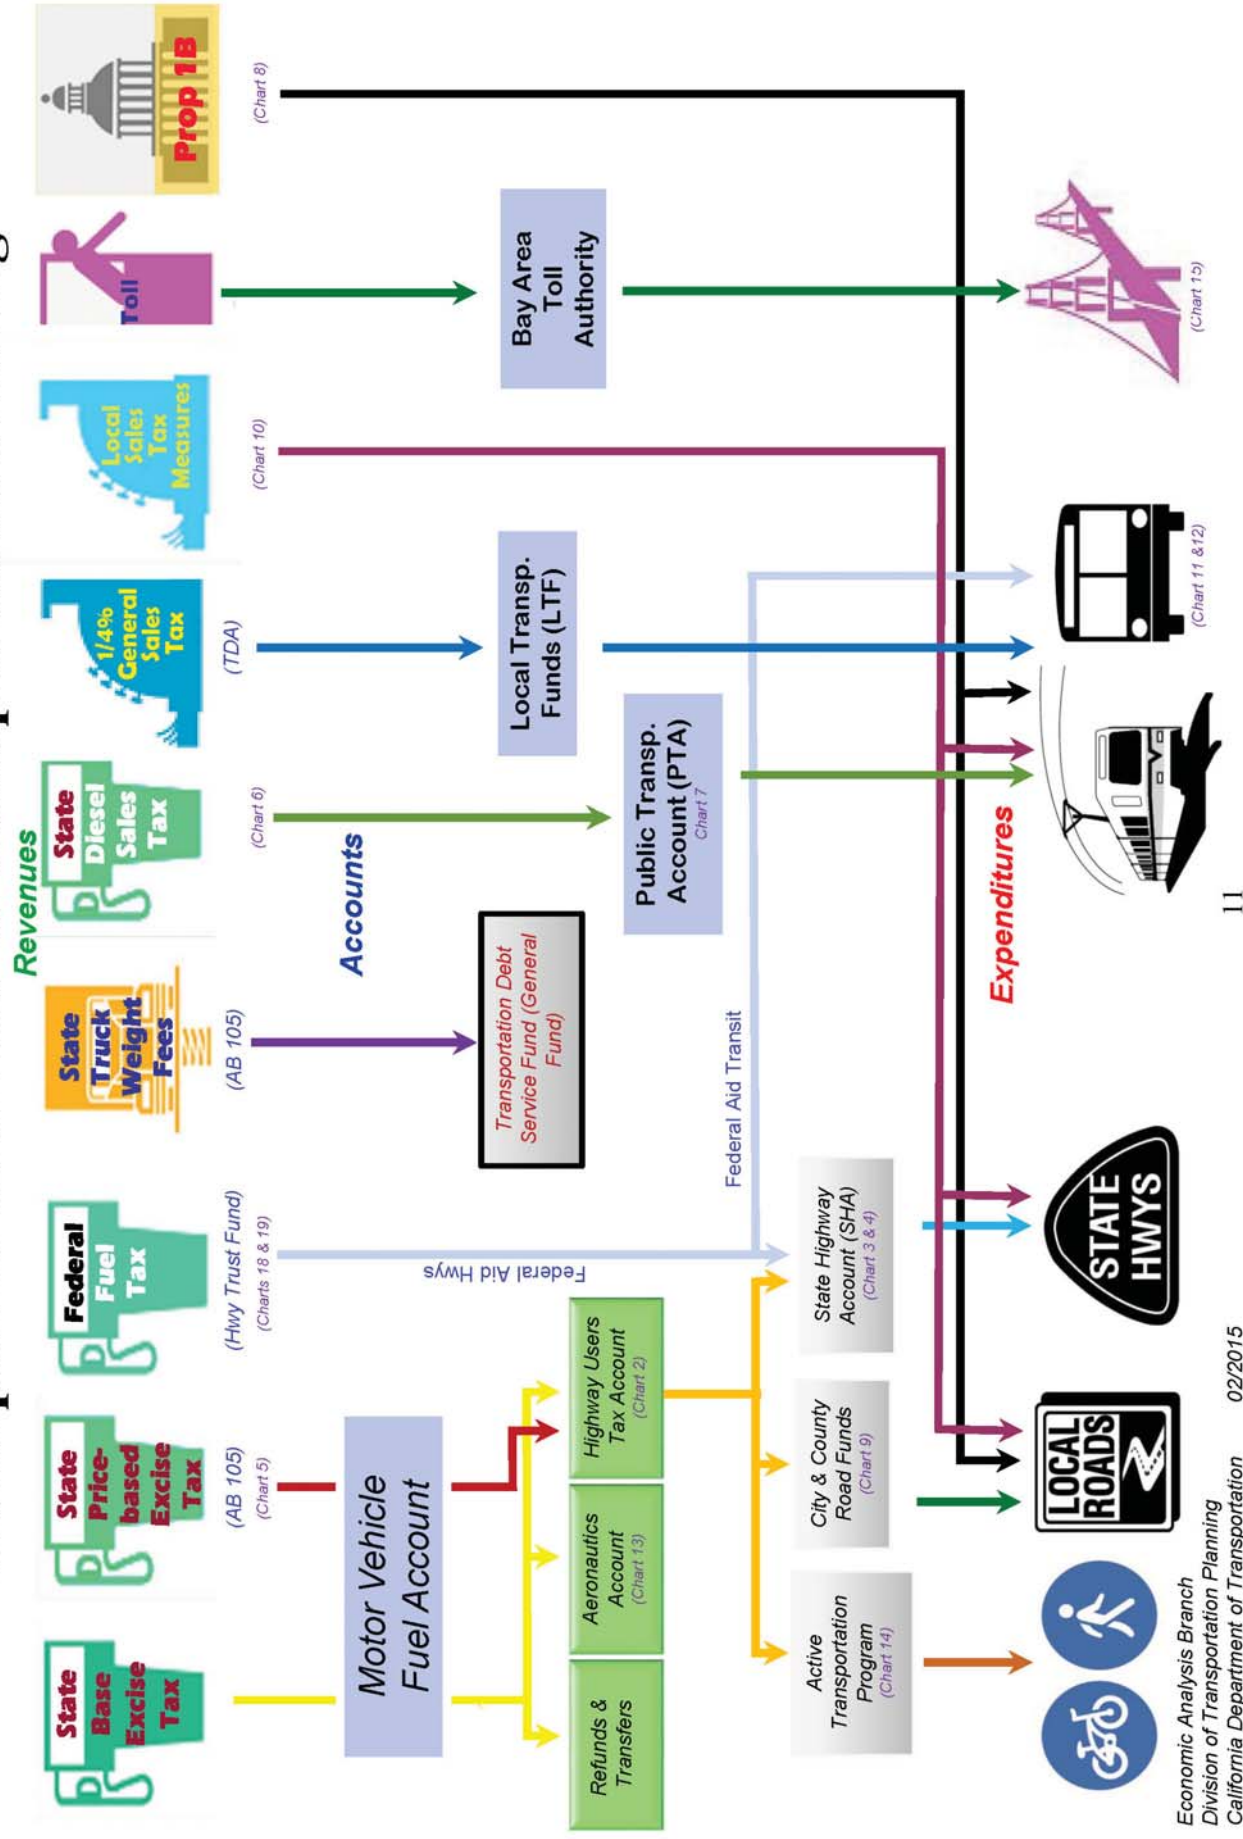 Revenues
State
Base
Excise
Tax
State
Price-
based
Excise
Tax
(AB 105)
(Chart 5)
Federal
Fuel
Tax
(Hwy Trust Fund)
(Charts 18 & 19)
State
Truck
Weight
Fees
(AB 105)
State
Diesel
Sales
Tax
(Chart 6)
1/4%
General
Sales
Tax
(TDA)
Local
Sales
Tax
Measures
(Chart 10)
Toll
Prop 1B
(Chart 8)
Accounts
Motor Vehicle
Fuel Account
Federal Aid Hwys
Transportation Debt
Service Fund (General
Fund)
Local Transp.
Funds (LTF)
Bay Area
Toll
Authority
Refunds &
Transfers
Aeronautics
Account
(Chart 13)
Highway Users
Tax Account
(Chart 2)
Public Transp.
Account (PTA)
Chart 7
Federal Aid Transit
Active
Transportation
Program
(Chart 14)
City & County
Road Funds
(Chart 9)
State Highway
Account (SHA)
(Chart 3 & 4)
Expenditures
LOCAL
ROADS
STATE
HWYS
(Chart 11 &12)
(Chart 15)
Economic Analysis Branch
Division of Transportation Planning
California Department of Transportation
02/2015
11